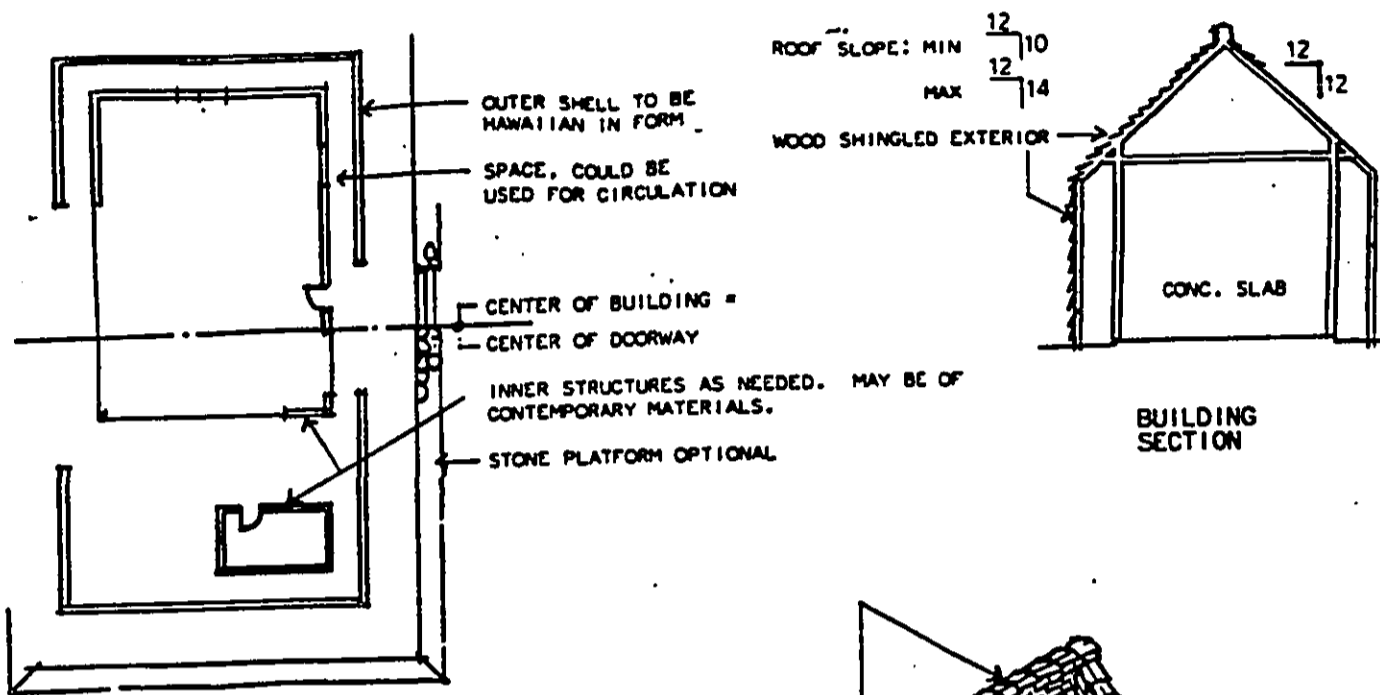 OUTER SHELL TO BE
HAWAIIAN IN FORM
SPACE, COULD BE
USED FOR CIRCULATION
CENTER OF BUILDING =
CENTER OF DOORWAY
INNER STRUCTURES AS NEEDED. MAY BE OF
CONTEMPORARY MATERIALS.
STONE PLATFORM OPTIONAL
ROOF SLOPE: MIN 12 10
MAX 12 14
WOOD SHINGLED EXTERIOR
12
12
CONC. SLAB
BUILDING
SECTION